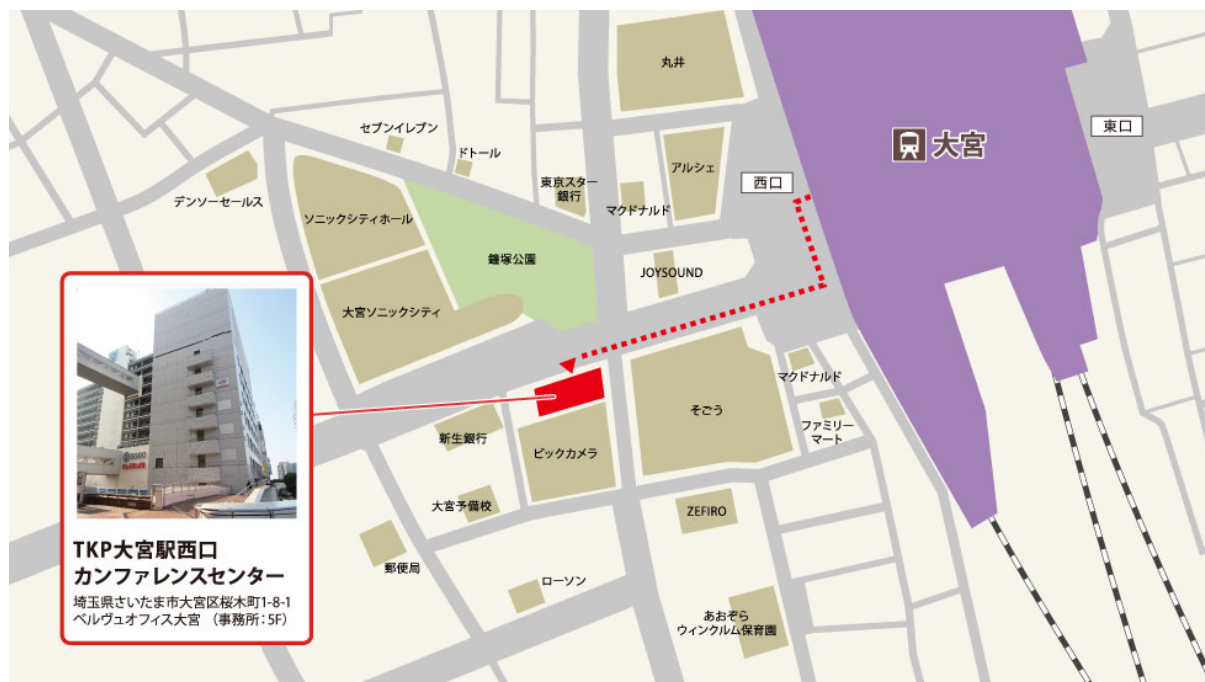 丸井
大宮
東口
セブンイレブン
ドトール
東京スター
銀行
マクドナルド
アルシェ
西口
デンソーセールス
ソニックシティホール
鐘塚公園
JOYSOUND
大宮ソニックシティ
マクドナルド
そごう
ファミリー
マート
新生銀行
ビックカメラ
大宮予備校
ZEFIRO
郵便局
ローソン
あおぞら
ウィンクルム保育園
TKP大宮駅西口
カンファレンスセンター
埼玉県さいたま市大宮区桜木町1-8-1
ベルヴュオフィス大宮 （事務所：5F）